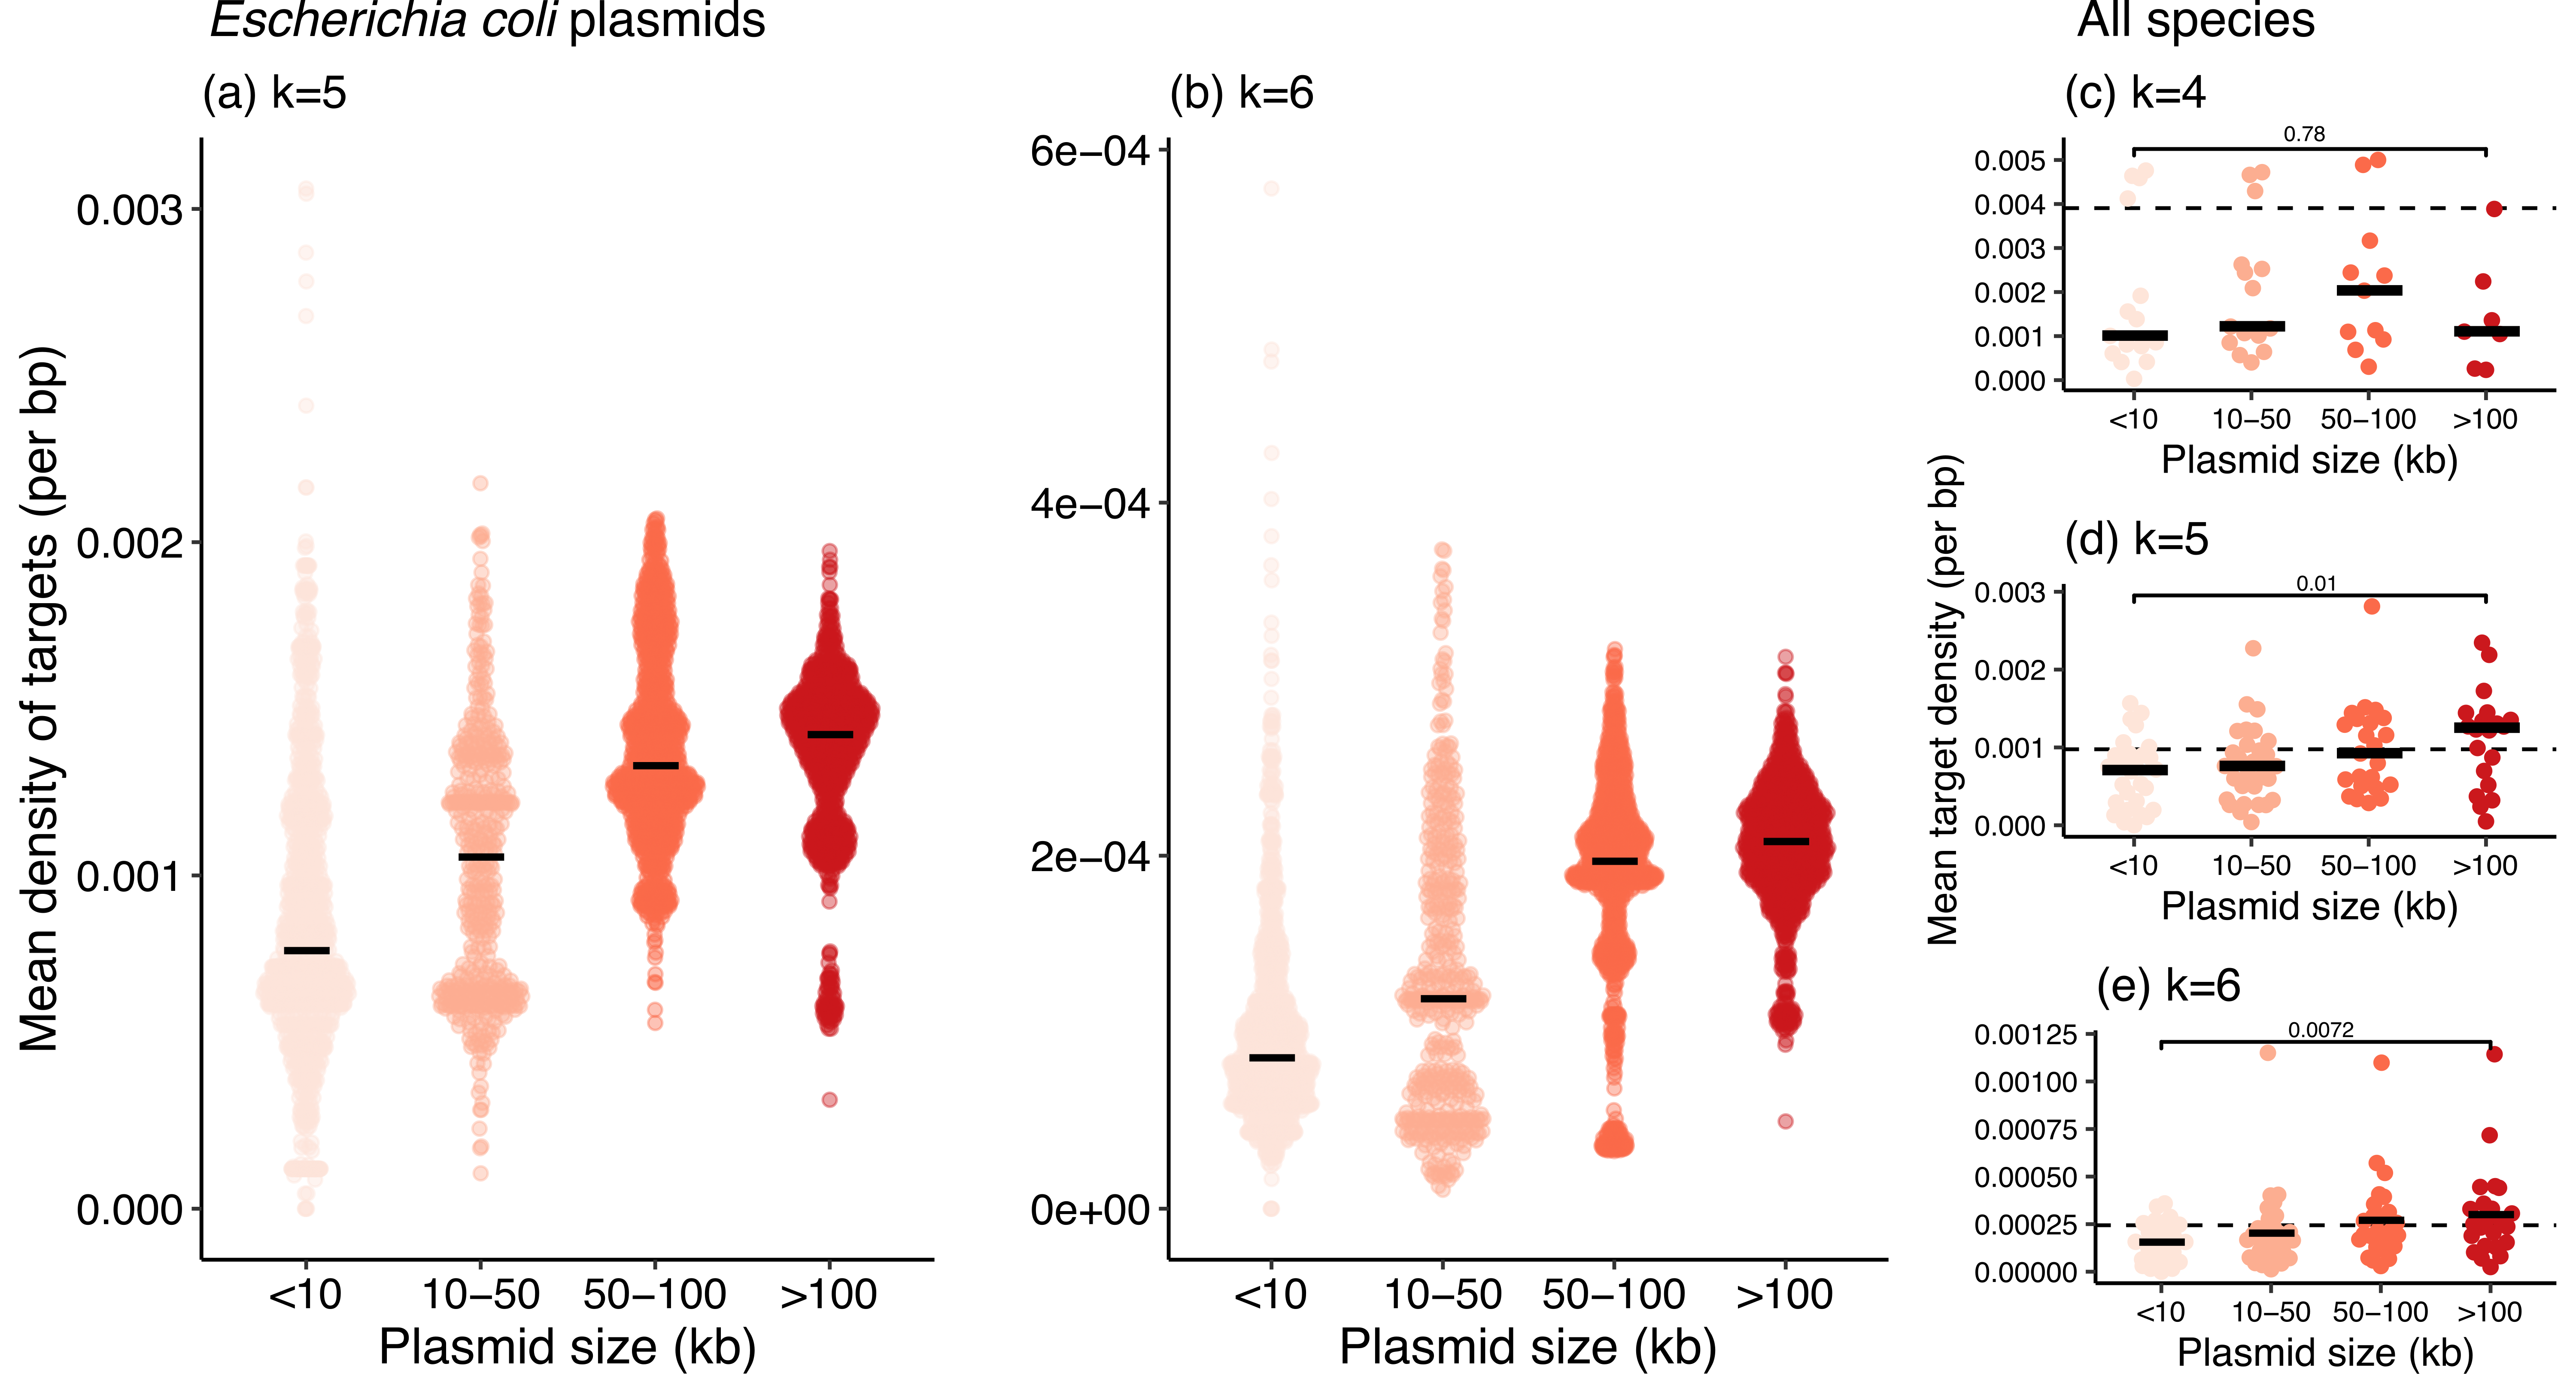 Escherichia coli plasmids
All species
(a) k=5
Mean density of targets (per bp)
0.003
0.002
0.001
0.000
<10
10−50
50−100
>100
Plasmid size (kb)
(b) k=6
6e−04
4e−04
2e−04
0e+00
<10
10−50
50−100
>100
Plasmid size (kb)
Mean target density (per bp)
(c) k=4
0.78
0.005
0.004
0.003
0.002
0.001
0.000
<10
10−50
50−100
>100
Plasmid size (kb)
(d) k=5
0.01
0.003
0.002
0.001
0.000
<10
10−50
50−100
>100
Plasmid size (kb)
(e) k=6
0.0072
0.00125
0.00100
0.00075
0.00050
0.00025
0.00000
<10
10−50
50−100
>100
Plasmid size (kb)